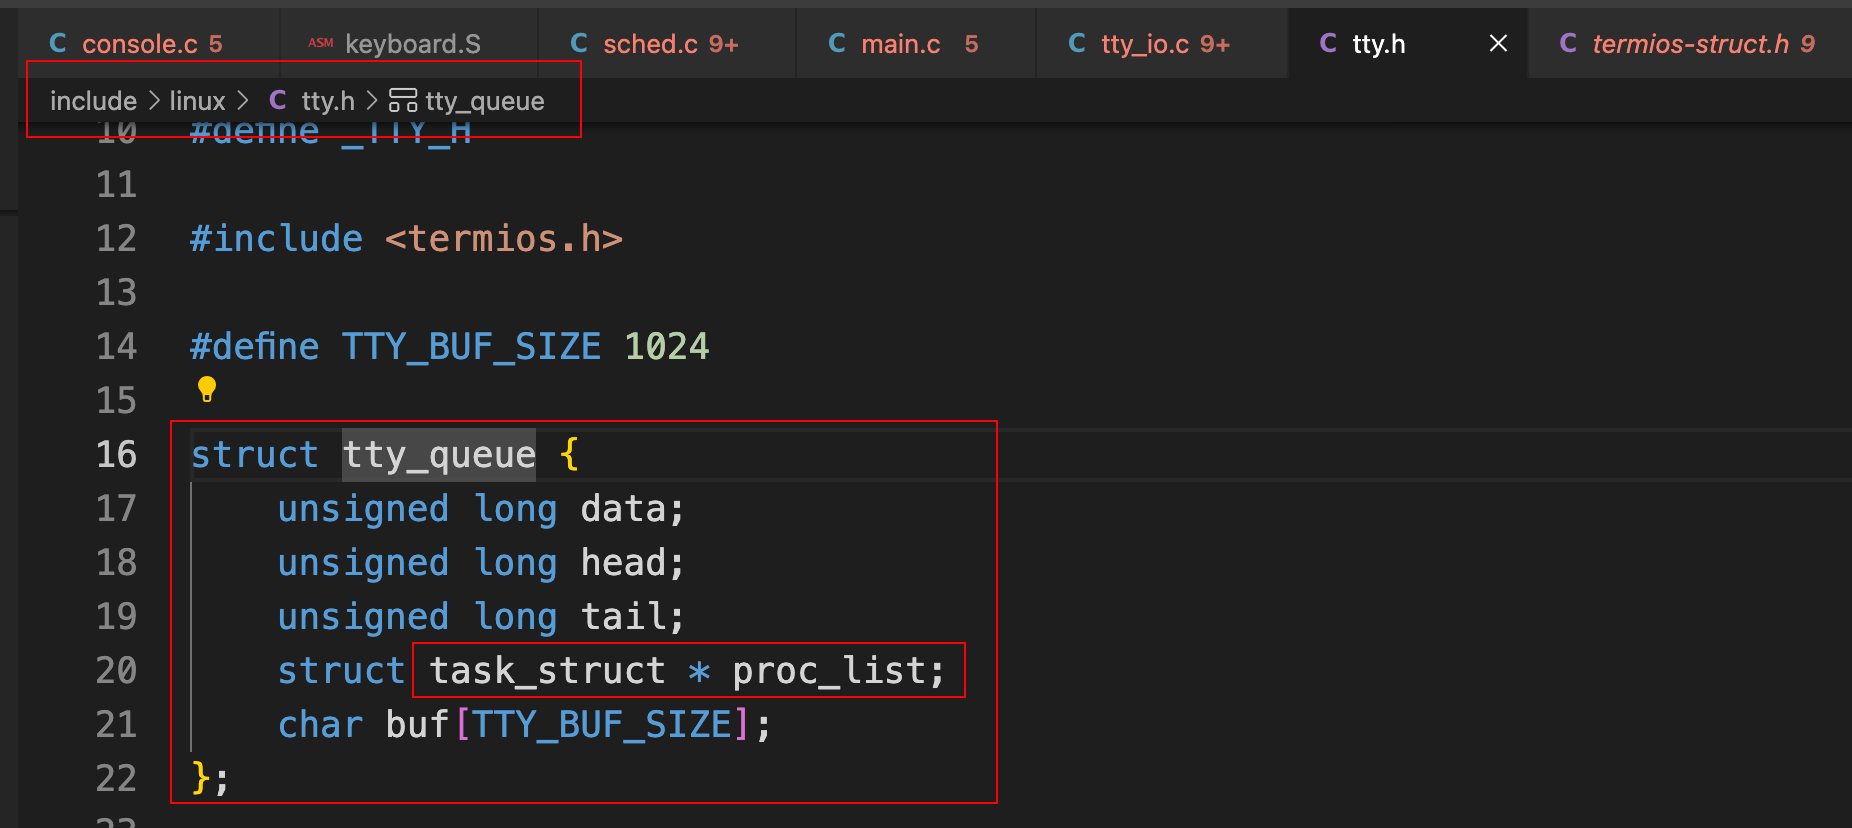 C console.c 5 ASM keyboard.S C sched.c 9+ C main.c 5 C tty_io.c 9+ C tty.h × C termios-struct.h 9
include > linux > C tty.h > tty_queue
10 #define _TTY_H
11
12 #include <termios.h>
13
14 #define TTY_BUF_SIZE 1024
15
16 struct tty_queue {
17 unsigned long data;
18 unsigned long head;
19 unsigned long tail;
20 struct task_struct * proc_list;
21 char buf[TTY_BUF_SIZE];
22 };
23